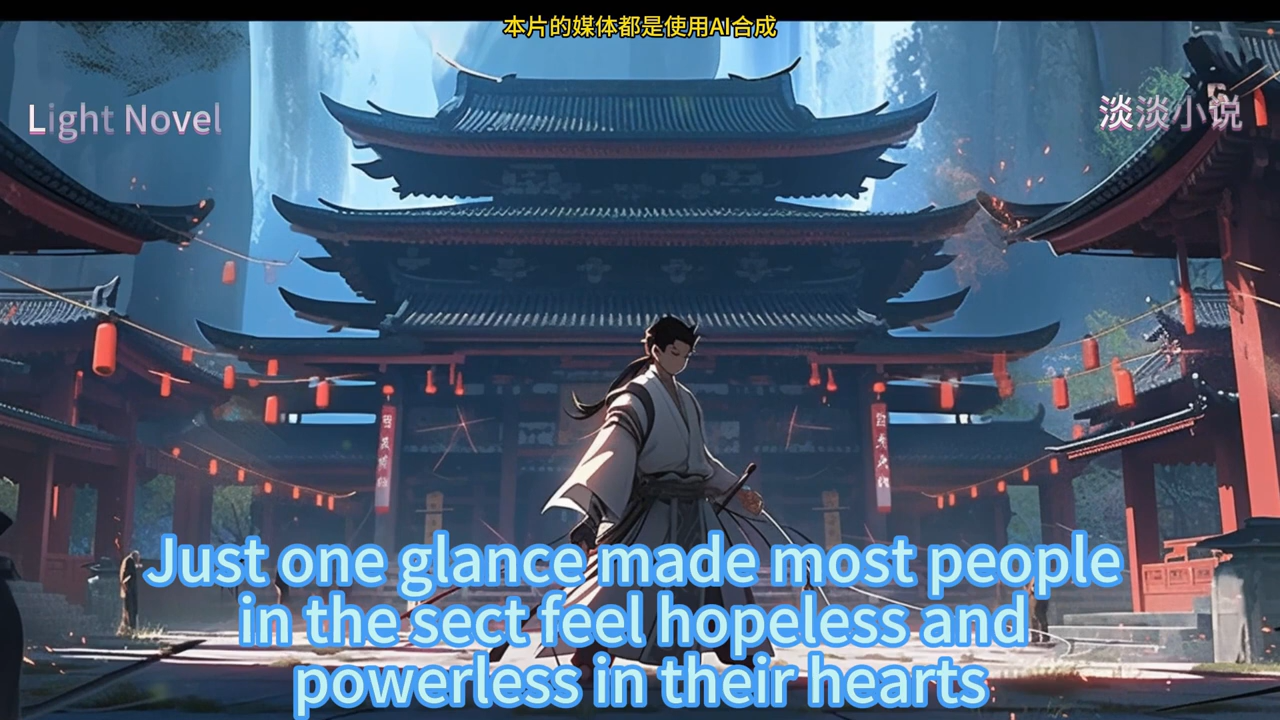 本片的媒体都是使用AI合成
Light Novel
淡淡小说
Just one glance made most people
in the sect feel hopeless and
powerless in their hearts